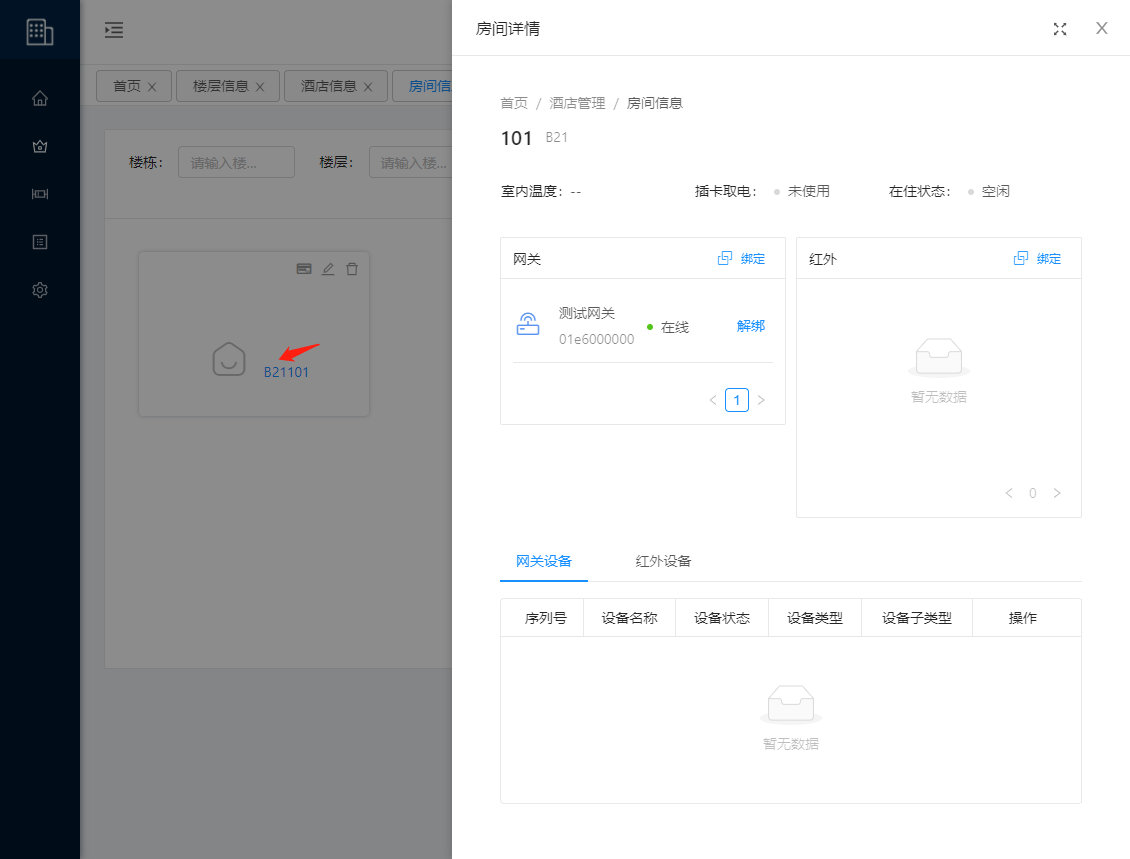 房间详情
首页
楼层信息
酒店信息
房间信
楼栋：
请输入楼...
楼层：
请输入楼...
B21101
首页 / 酒店管理 / 房间信息
101 B21
室内温度：--
插卡取电： 未使用
在住状态： 空闲
网关
绑定
测试网关
01e6000000
在线
解绑
1
红外
绑定
暂无数据
0
网关设备
红外设备
序列号 设备名称 设备状态 设备类型 设备子类型 操作
暂无数据